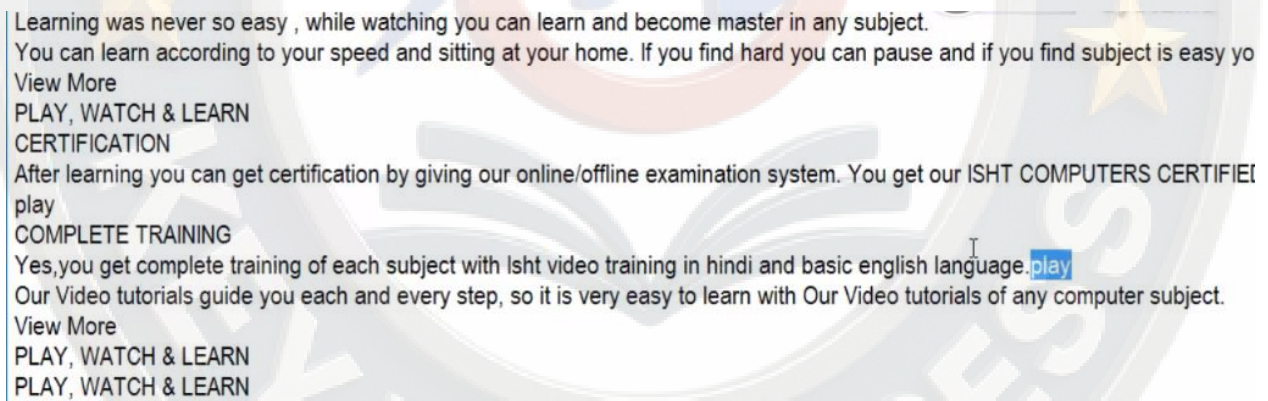 Learning was never so easy , while watching you can learn and become master in any subject.
You can learn according to your speed and sitting at your home. If you find hard you can pause and if you find subject is easy yo
View More
PLAY, WATCH & LEARN
CERTIFICATION
After learning you can get certification by giving our online/offline examination system. You get our ISHT COMPUTERS CERTIFIED
play
COMPLETE TRAINING
Yes,you get complete training of each subject with Isht video training in hindi and basic english language.play
Our Video tutorials guide you each and every step, so it is very easy to learn with Our Video tutorials of any computer subject.
View More
PLAY, WATCH & LEARN
PLAY, WATCH & LEARN